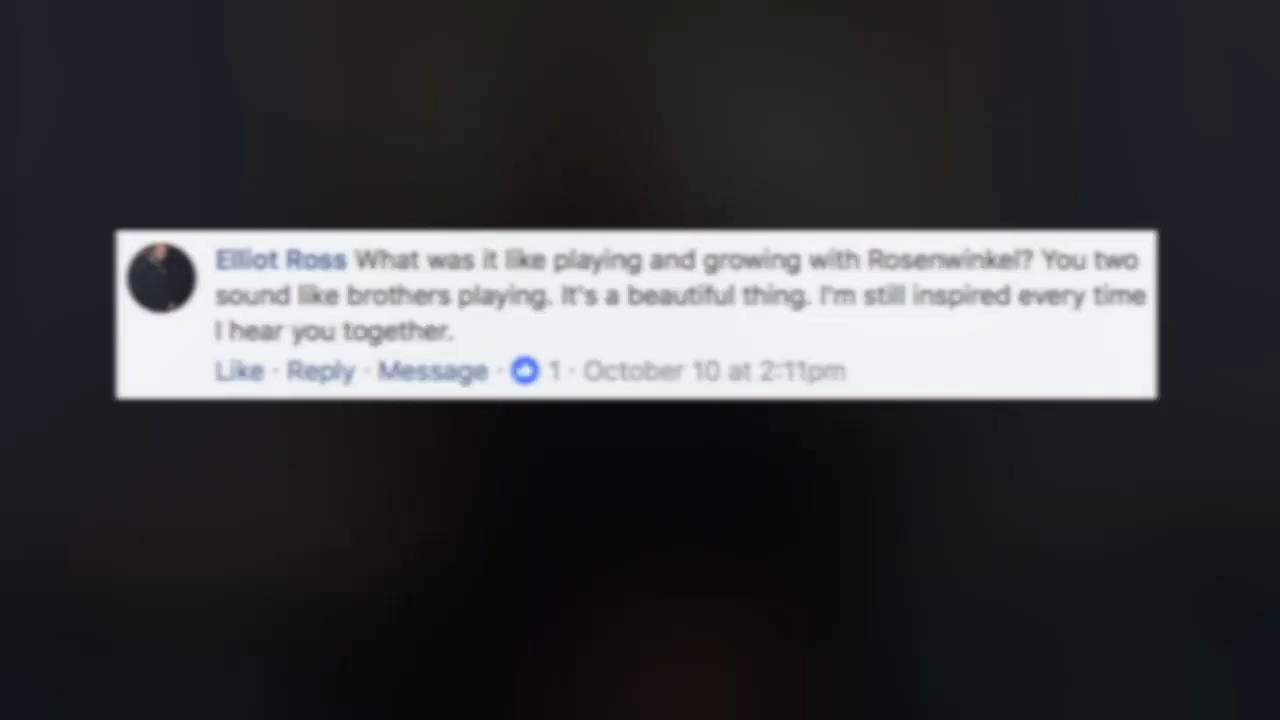 Elliot Ross What was it like playing and growing with Rosenwinkel? You two
sound like brothers playing. It's a beautiful thing. I'm still inspired every time
I hear you together.
Like · Reply · Message · 1 · October 10 at 2:11pm